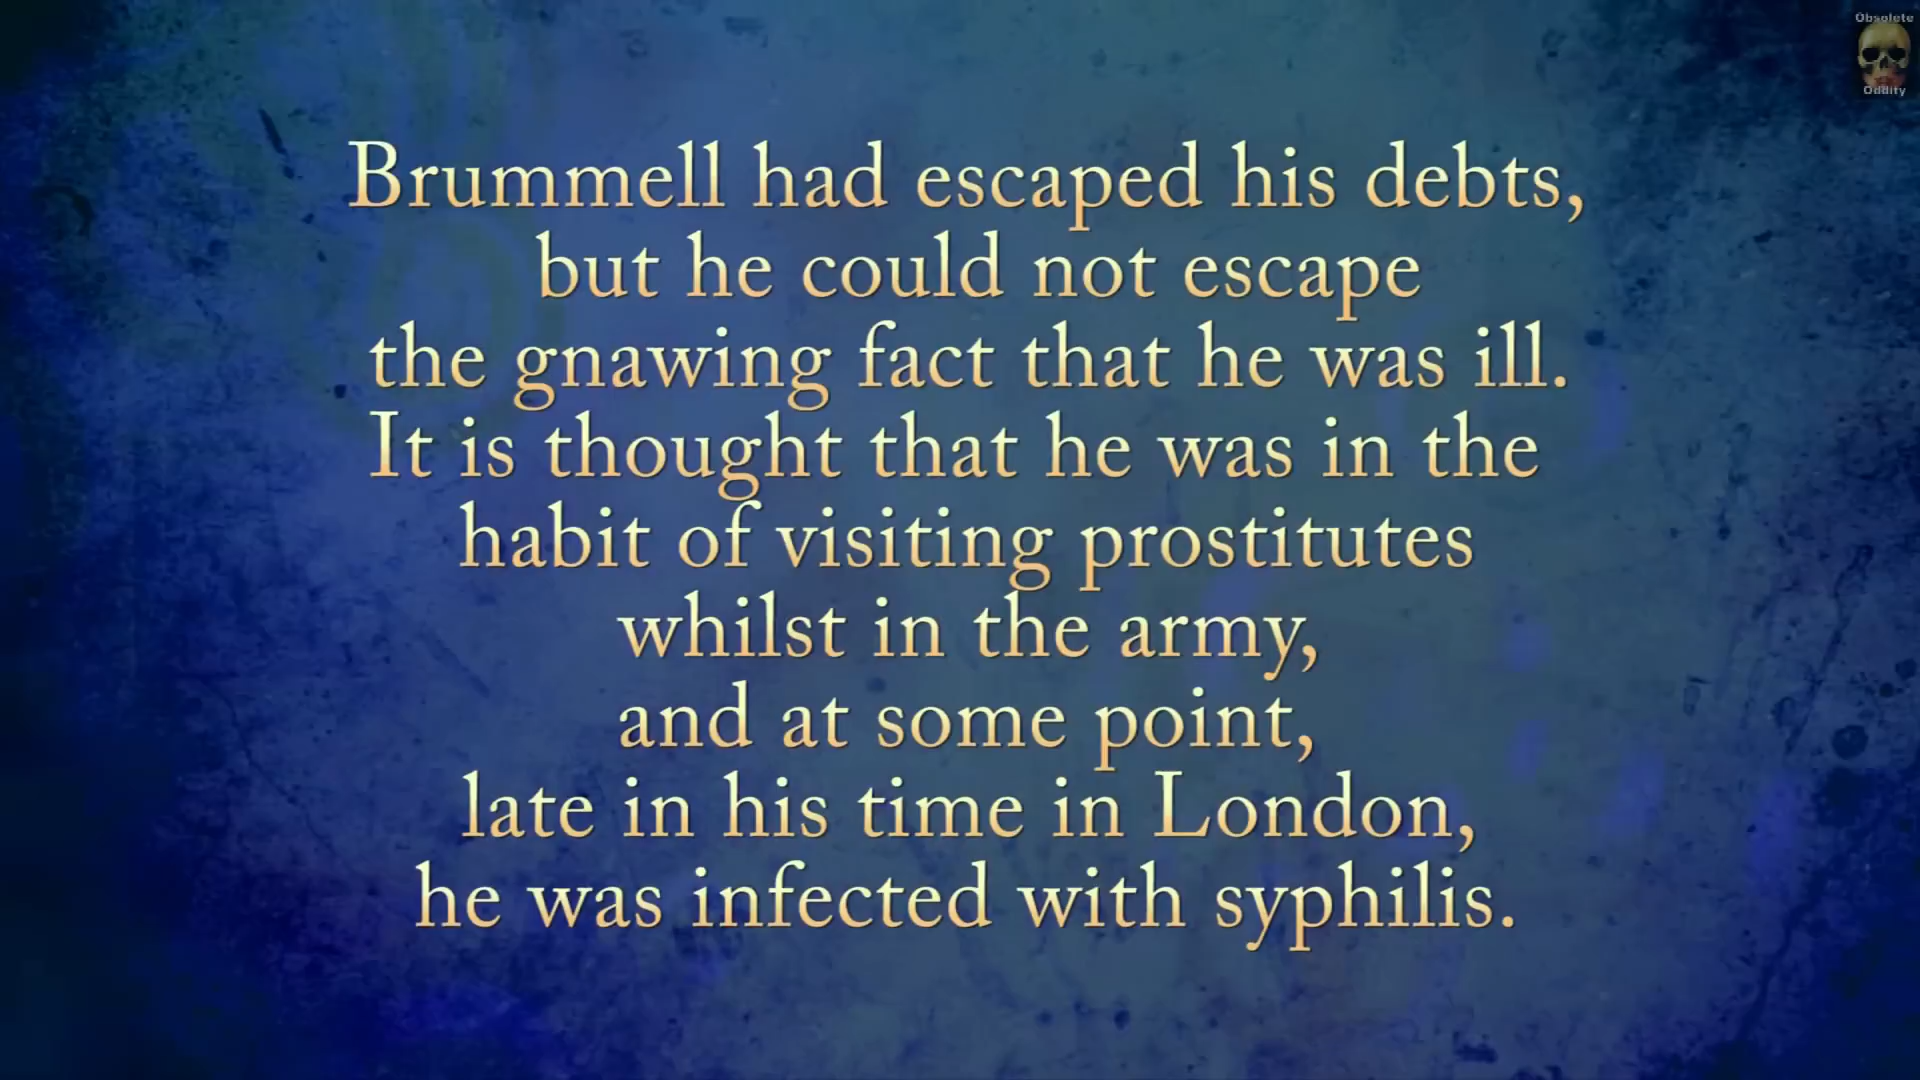 Obsolete
Oddity
Brummell had escaped his debts,
but he could not escape
the gnawing fact that he was ill.
It is thought that he was in the
habit of visiting prostitutes
whilst in the army,
and at some point,
late in his time in London,
he was infected with syphilis.